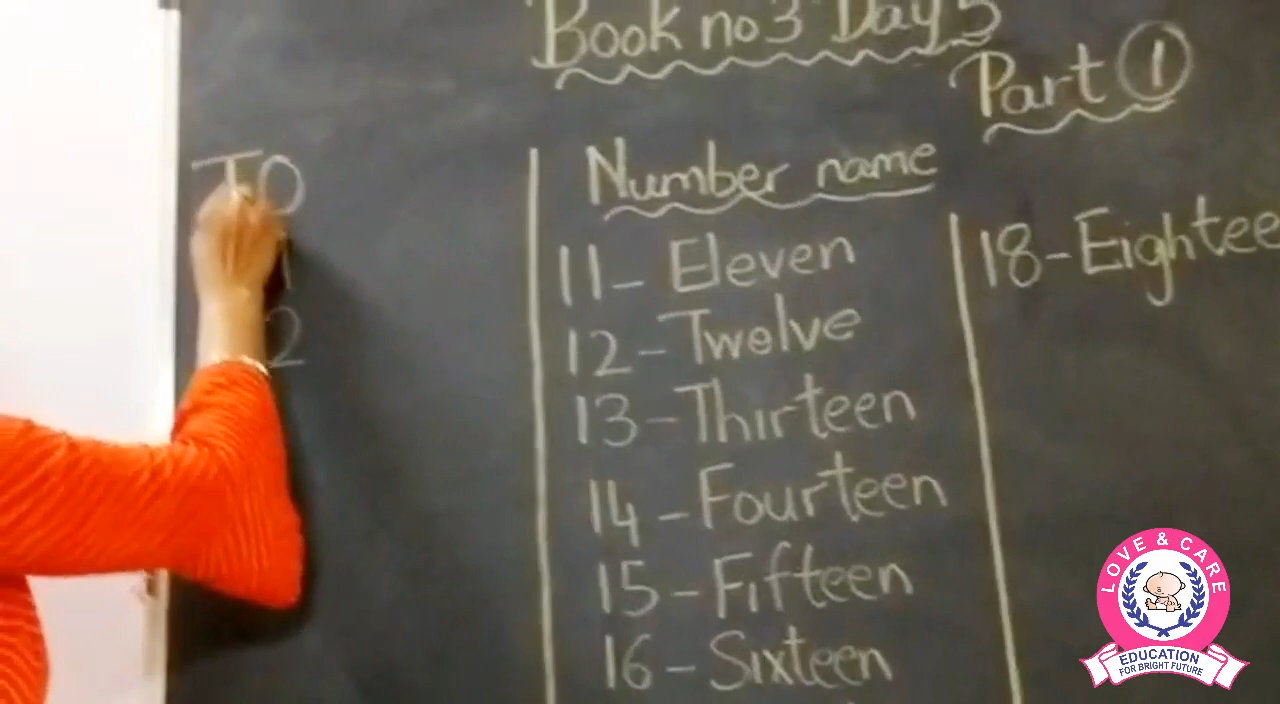 Book no 3 Day 5
Part 1
TO
1
2
Number name
11 - Eleven
12 - Twelve
13 - Thirteen
14 - Fourteen
15 - Fifteen
16 - Sixteen
18 - Eightee
LOVE & CARE
EDUCATION
FOR BRIGHT FUTURE